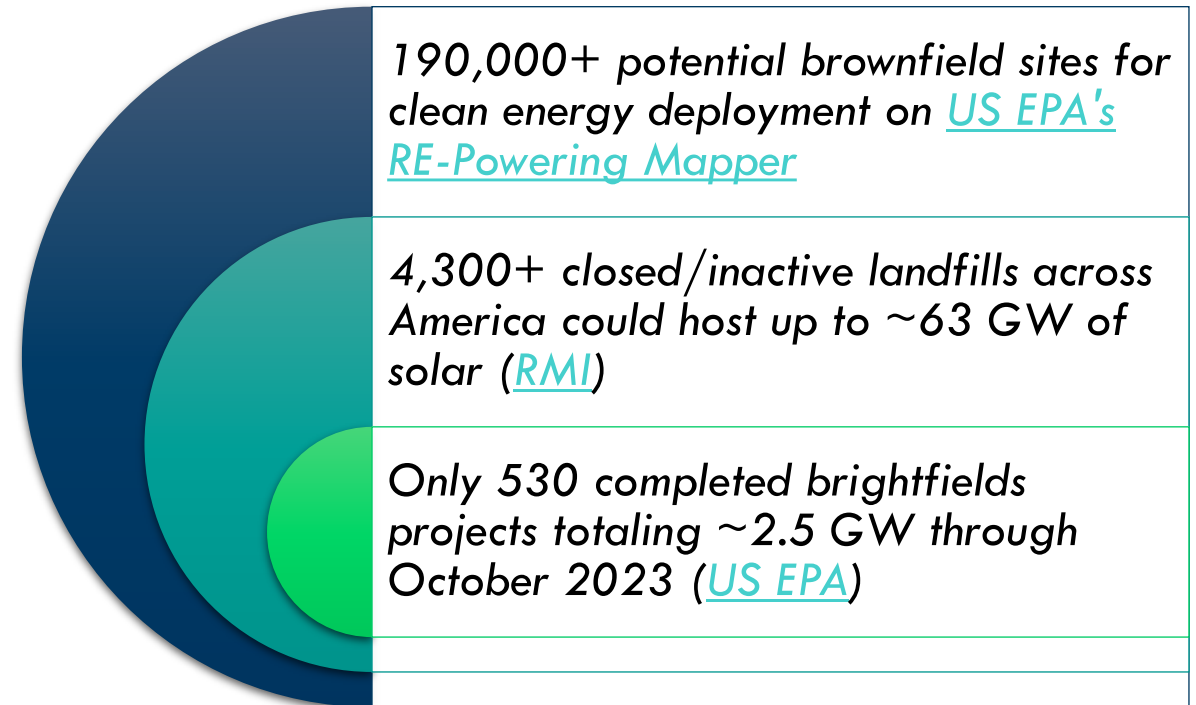 190,000+ potential brownfield sites for
clean energy deployment on US EPA's
RE-Powering Mapper
4,300+ closed/inactive landfills across
America could host up to ~63 GW of
solar (RMI)
Only 530 completed brightfields
projects totaling ~2.5 GW through
October 2023 (US EPA)